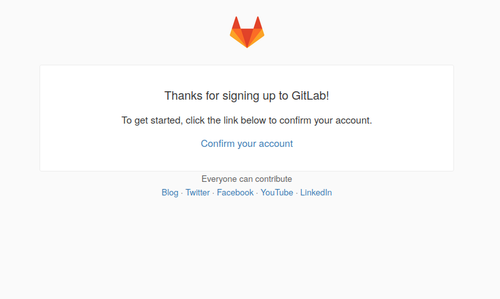 Thanks for signing up to GitLab!
To get started, click the link below to confirm your account.
Confirm your account
Everyone can contribute
Blog · Twitter · Facebook · YouTube · LinkedIn